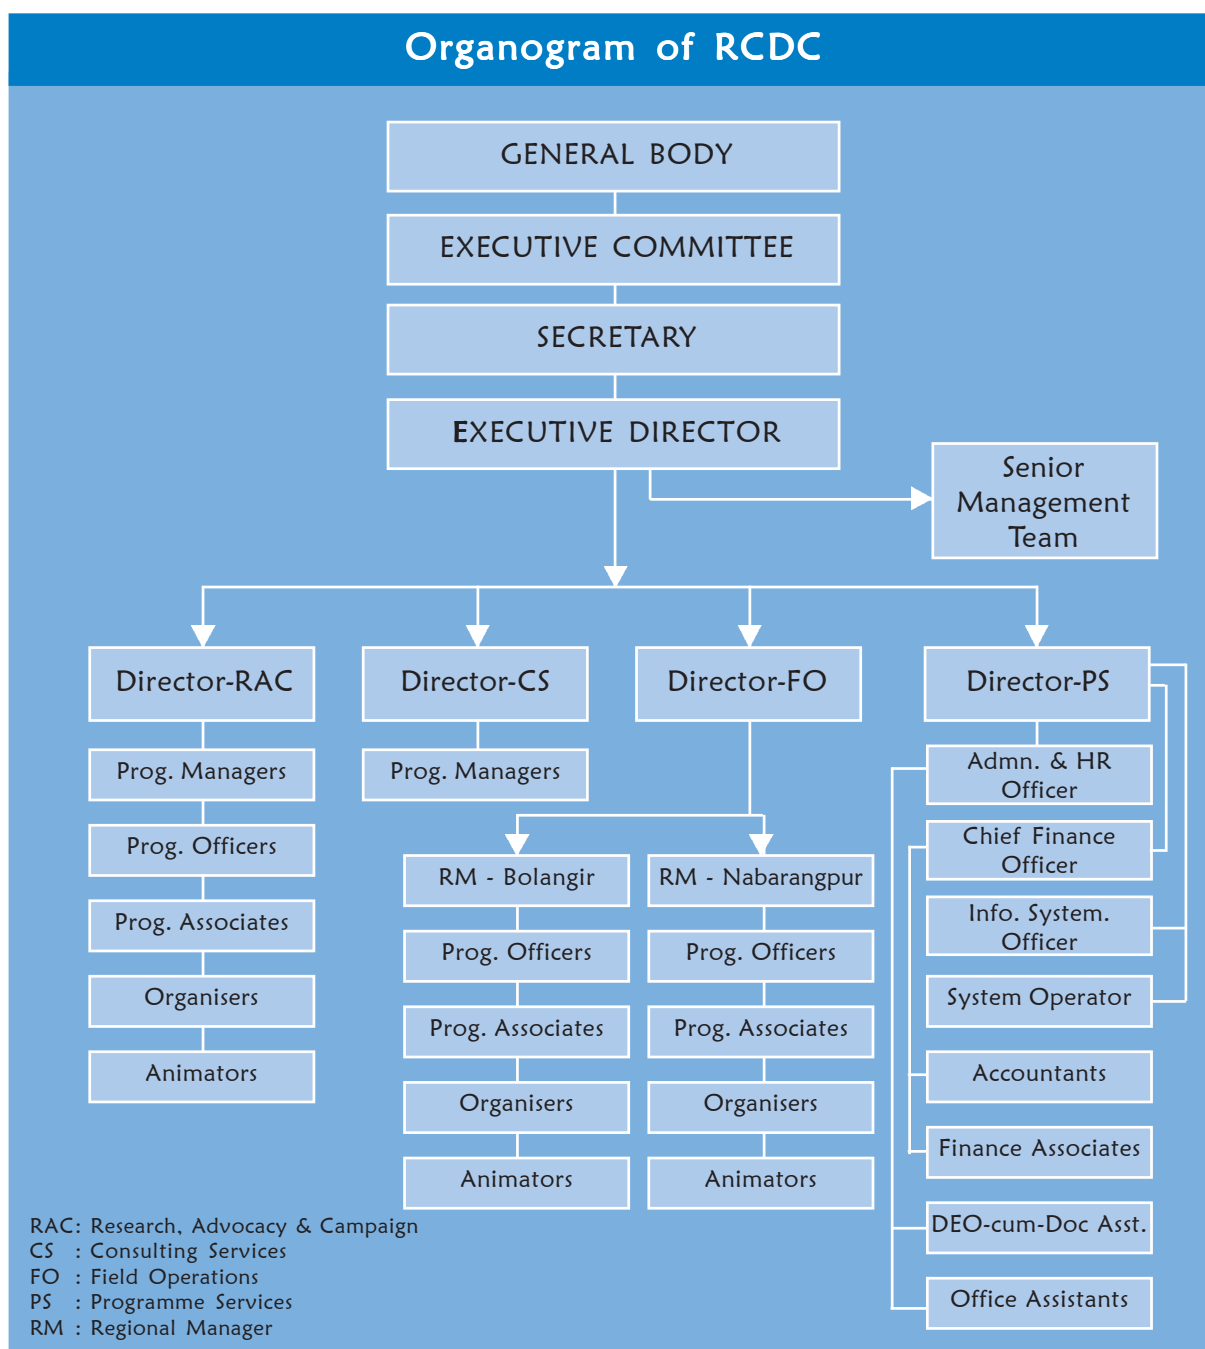 Organogram of RCDC
GENERAL BODY
EXECUTIVE COMMITTEE
SECRETARY
EXECUTIVE DIRECTOR
Senior
Management
Team
Director-RAC
Prog. Managers
Prog. Officers
Prog. Associates
Organisers
Animators
Director-CS
Prog. Managers
Director-FO
RM - Bolangir
Prog. Officers
Prog. Associates
Organisers
Animators
RM - Nabarangpur
Prog. Officers
Prog. Associates
Organisers
Animators
Director-PS
Admn. & HR
Officer
Chief Finance
Officer
Info. System.
Officer
System Operator
Accountants
Finance Associates
DEO-cum-Doc Asst.
Office Assistants
RAC: Research, Advocacy & Campaign
CS : Consulting Services
FO : Field Operations
PS : Programme Services
RM : Regional Manager